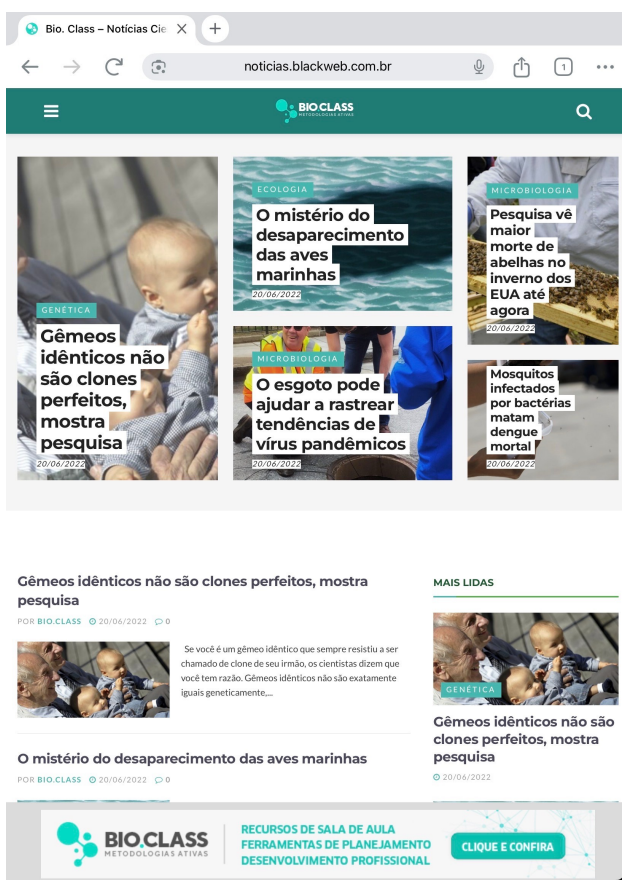 Bio. Class – Notícias Cie
noticias.blackweb.com.br
1
BIO.CLASS
METODOLOGIAS ATIVAS
GENÉTICA
Gêmeos
idênticos não
são clones
perfeitos,
mostra
pesquisa
20/06/2022
ECOLOGIA
O mistério do
desaparecimento
das aves
marinhas
20/06/2022
MICROBIOLOGIA
O esgoto pode
ajudar a rastrear
tendências de
vírus pandêmicos
20/06/2022
MICROBIOLOGIA
Pesquisa vê
maior
morte de
abelhas no
inverno dos
EUA até
agora
20/06/2022
Mosquitos
infectados
por bactérias
matam
dengue
mortal
20/06/2022
Gêmeos idênticos não são clones perfeitos, mostra
pesquisa
POR BIO.CLASS 20/06/2022 0
Se você é um gêmeo idêntico que sempre resistiu a ser
chamado de clone de seu irmão, os cientistas dizem que
você tem razão. Gêmeos idênticos não são exatamente
iguais geneticamente,...
O mistério do desaparecimento das aves marinhas
POR BIO.CLASS 20/06/2022 0
MAIS LIDAS
GENÉTICA
Gêmeos idênticos não são
clones perfeitos, mostra
pesquisa
20/06/2022
BIO.CLASS
METODOLOGIAS ATIVAS
RECURSOS DE SALA DE AULA
FERRAMENTAS DE PLANEJAMENTO
DESENVOLVIMENTO PROFISSIONAL
CLIQUE E CONFIRA